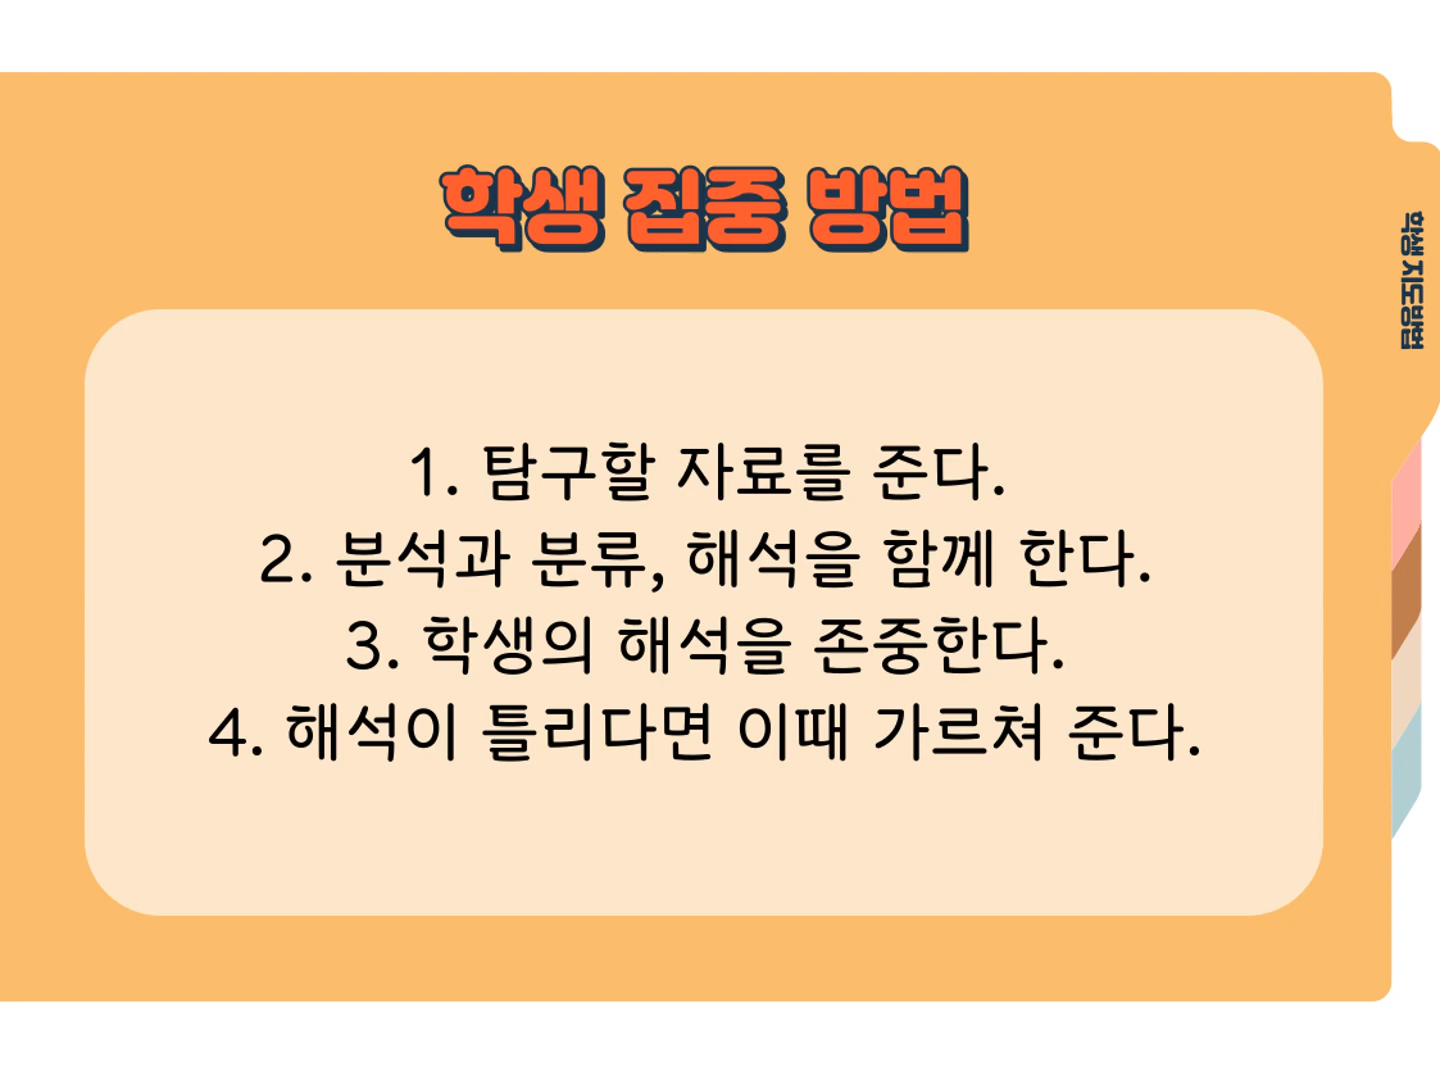 학생 집중 방법
학생 지도방법
1. 탐구할 자료를 준다.
2. 분석과 분류, 해석을 함께 한다.
3. 학생의 해석을 존중한다.
4. 해석이 틀리다면 이때 가르쳐 준다.